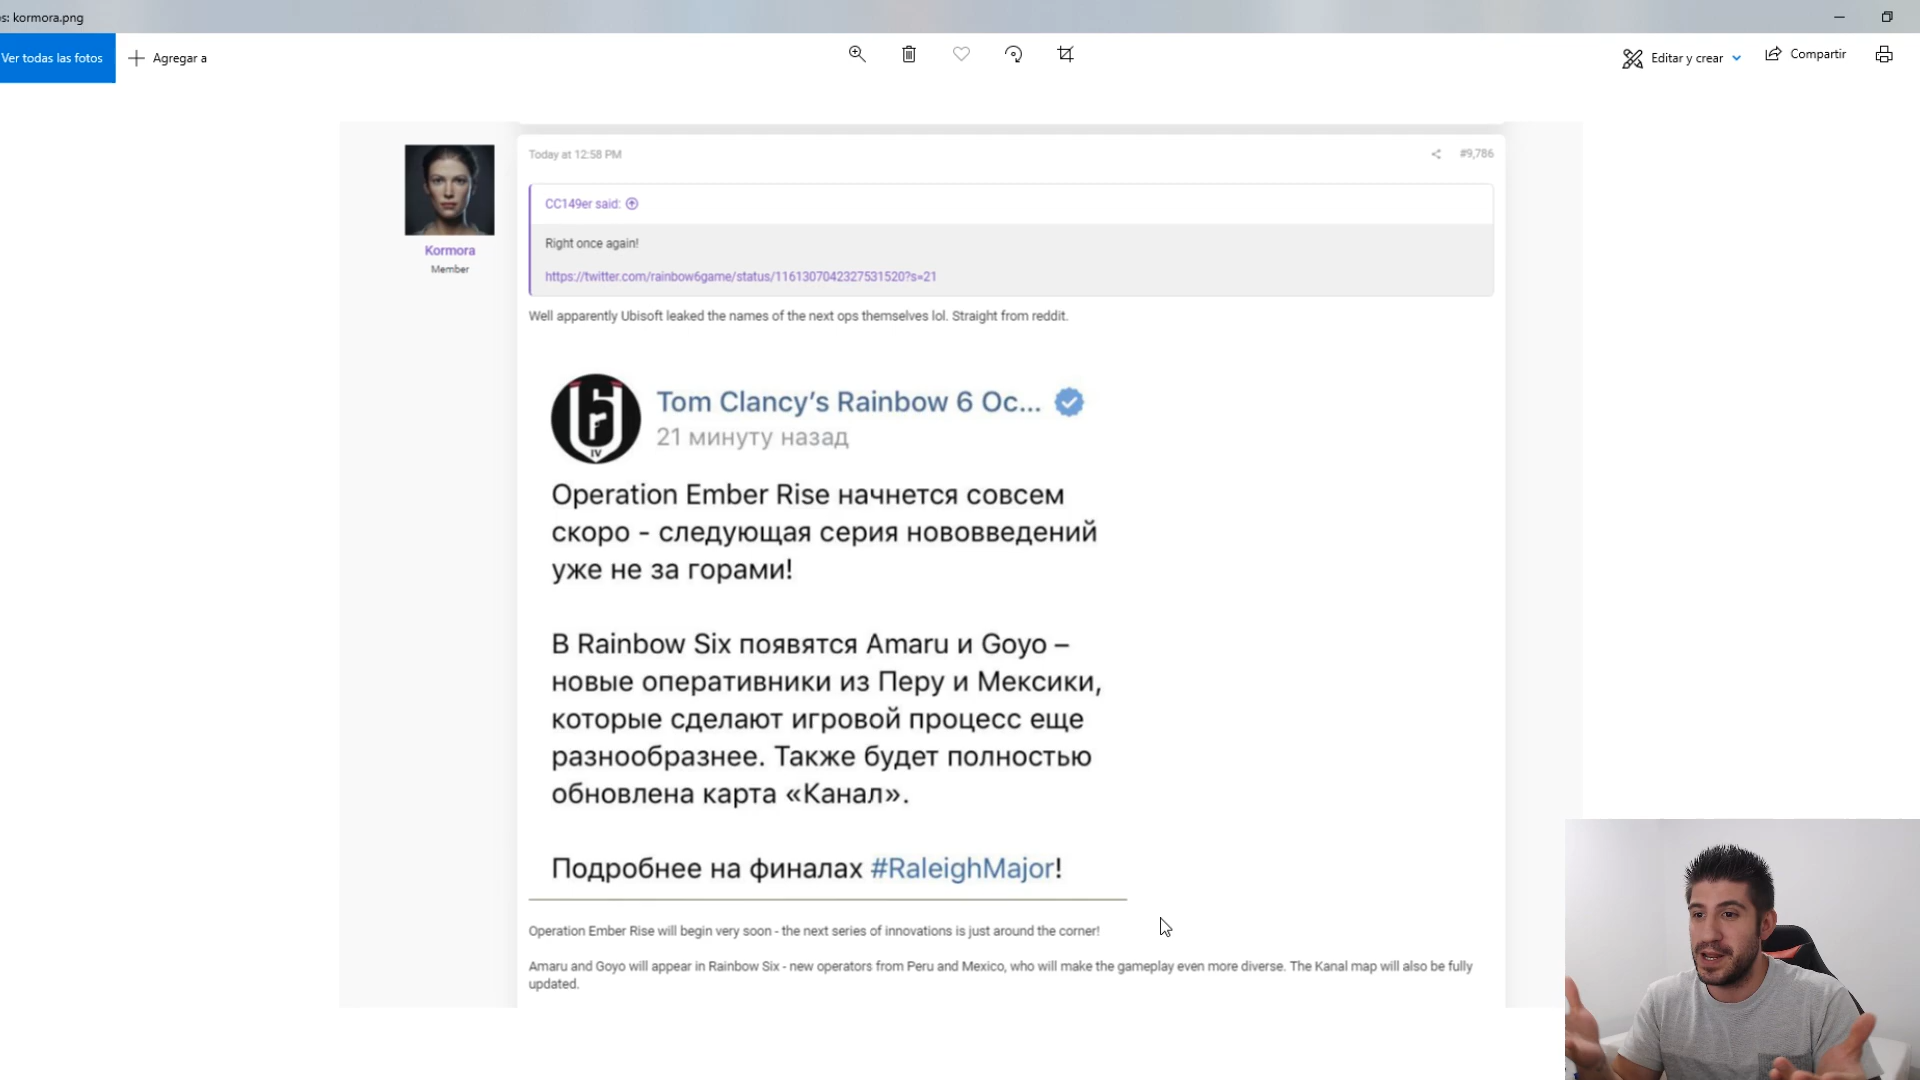 s: kormora.png
Ver todas las fotos
Agregar a
Editar y crear
Compartir
Today at 12:58 PM
#9,786
Kormora
Member
CC149er said:
Right once again!
https://twitter.com/rainbow6game/status/1161307042327531520?s=21
Well apparently Ubisoft leaked the names of the next ops themselves lol. Straight from reddit.
IV
Tom Clancy's Rainbow 6 Ос...
21 минуту назад
Operation Ember Rise начнется совсем
скоро - следующая серия нововведений
уже не за горами!
В Rainbow Six появятся Amaru и Goyo –
новые оперативники из Перу и Мексики,
которые сделают игровой процесс еще
разнообразнее. Также будет полностью
обновлена карта «Канал».
Подробнее на финалах #RaleighMajor!
Operation Ember Rise will begin very soon - the next series of innovations is just around the corner!
Amaru and Goyo will appear in Rainbow Six - new operators from Peru and Mexico, who will make the gameplay even more diverse. The Kanal map will also be fully
updated.